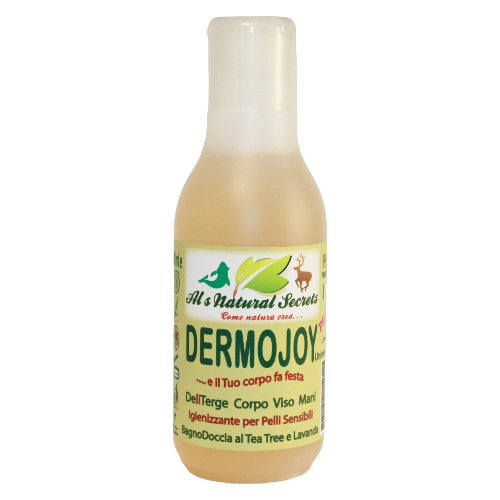 Al's Natural Secrets
Come natura crea...
DERMOJOY
..... e il Tuo corpo fa festa
DeliTerge Corpo Viso Mani
Igienizzante per Pelli Sensibili
BagnoDoccia al Tea Tree e Lavanda